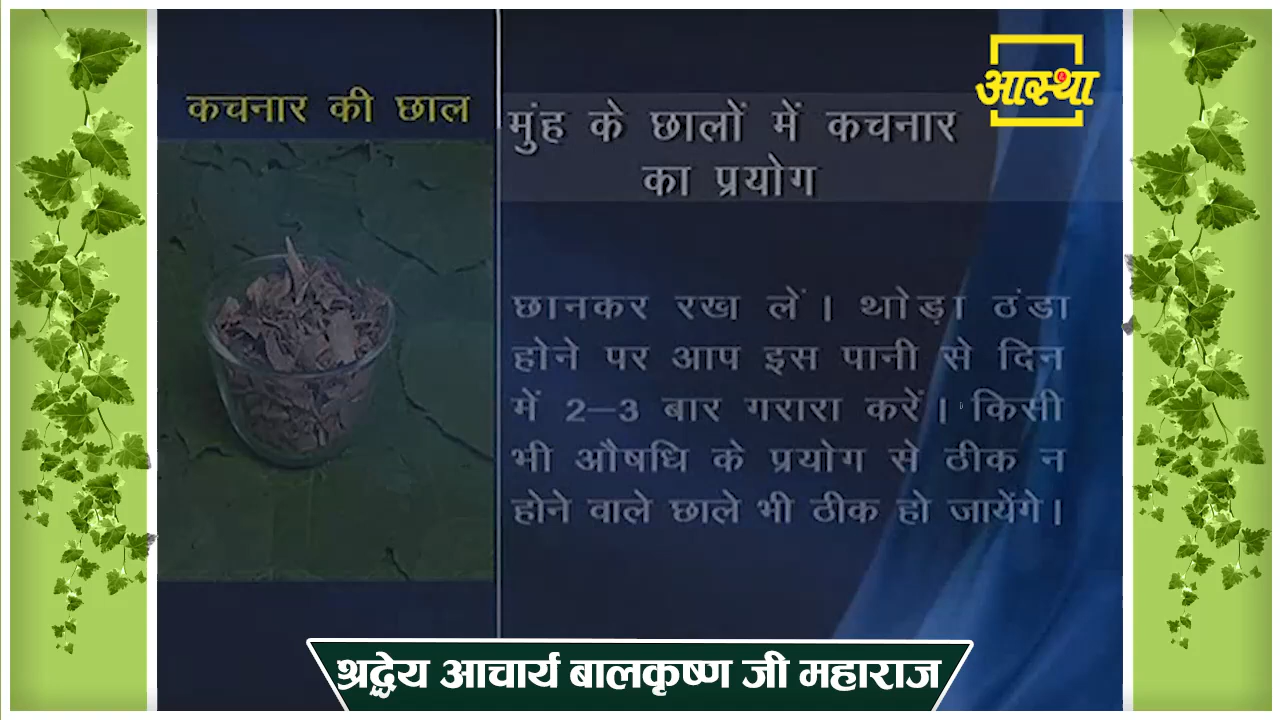 आस्था
कचनार की छाल
मुंह के छालों में कचनार
का प्रयोग
छानकर रख लें। थोड़ा ठंडा
होने पर आप इस पानी से दिन
में 2–3 बार गरारा करें। किसी
भी औषधि के प्रयोग से ठीक न
होने वाले छाले भी ठीक हो जायेंगे।
श्रद्धेय आचार्य बालकृष्ण जी महाराज